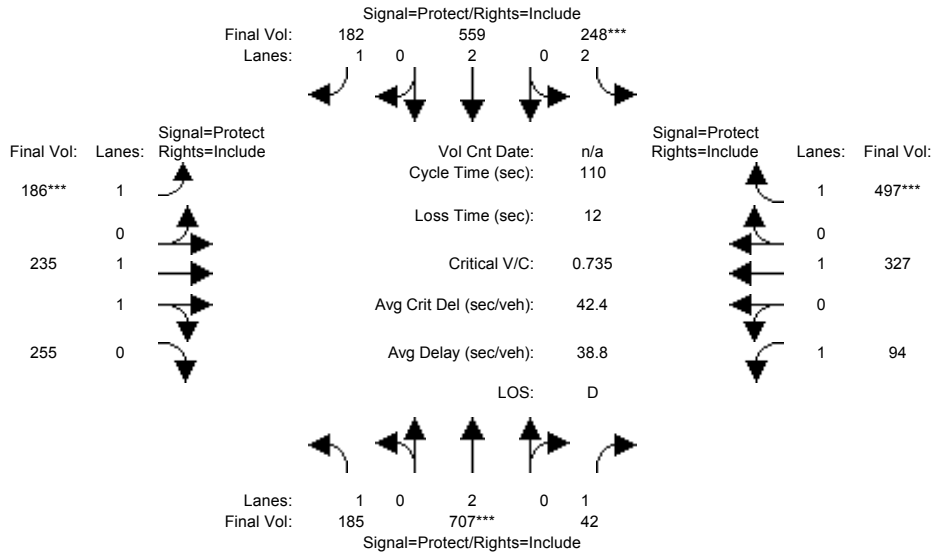 Signal=Protect/Rights=Include
Final Vol: 182 559 248***
Lanes: 1 0 2 0 2
Signal=Protect Signal=Protect
Final Vol: Lanes: Rights=Include Vol Cnt Date: n/a Rights=Include Lanes: Final Vol:
Cycle Time (sec): 110
186*** 1 1 497***
Loss Time (sec): 12
0 0
235 1 Critical V/C: 0.735 1 327
1 Avg Crit Del (sec/veh): 42.4 0
255 0 Avg Delay (sec/veh): 38.8 1 94
LOS: D
Lanes: 1 0 2 0 1
Final Vol: 185 707*** 42
Signal=Protect/Rights=Include